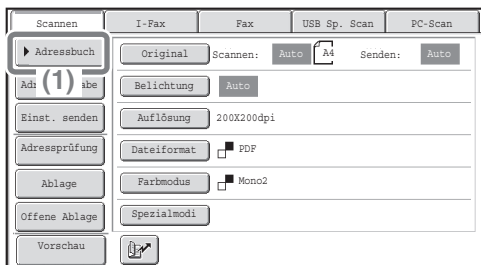 Scannen I-Fax Fax USB Sp. Scan PC-Scan
Adressbuch Original Scannen: Auto A4 Senden: Auto
(1) Belichtung Auto
Einst. senden Auflösung 200X200dpi
Adressprüfung Dateiformat PDF
Ablage Farbmodus Mono2
Offene Ablage Spezialmodi
Vorschau